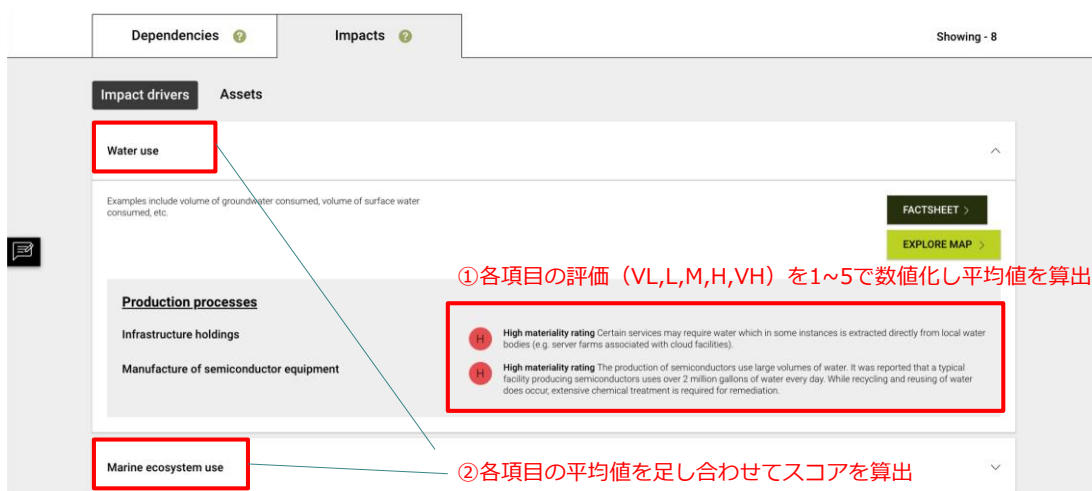 Dependencies ?
Impacts ?
Showing - 8
Impact drivers
Assets
Water use
Examples include volume of groundwater consumed, volume of surface water
consumed, etc.
FACTSHEET >
EXPLORE MAP >
①各項目の評価（VL,L,M,H,VH）を1~5で数値化し平均値を算出
Production processes
Infrastructure holdings
H High materiality rating Certain services may require water which in some instances is extracted directly from local water
bodies (e.g. server farms associated with cloud facilities).
Manufacture of semiconductor equipment
H High materiality rating The production of semiconductors use large volumes of water. It was reported that a typical
facility producing semiconductors uses over 2 million gallons of water every day. While recycling and reusing of water
does occur, extensive chemical treatment is required for remediation.
Marine ecosystem use
②各項目の平均値を足し合わせてスコアを算出